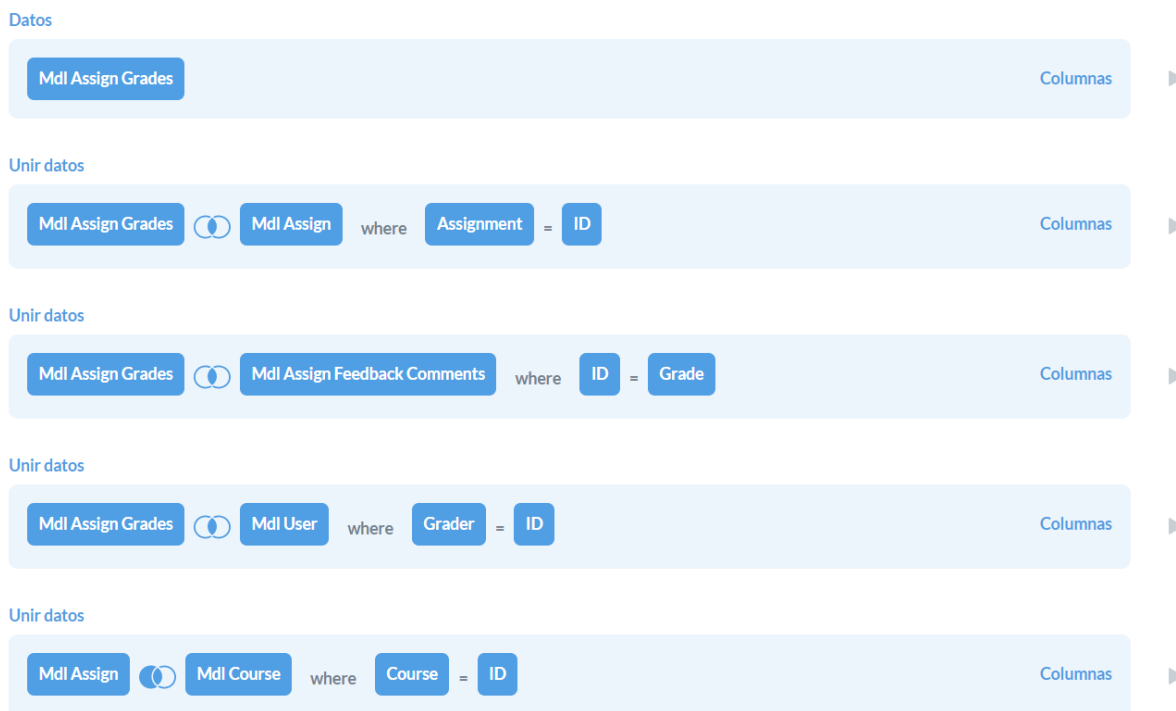 Datos
Mdl Assign Grades Columnas
Unir datos
Mdl Assign Grades Mdl Assign where Assignment = ID Columnas
Unir datos
Mdl Assign Grades Mdl Assign Feedback Comments where ID = Grade Columnas
Unir datos
Mdl Assign Grades Mdl User where Grader = ID Columnas
Unir datos
Mdl Assign Mdl Course where Course = ID Columnas